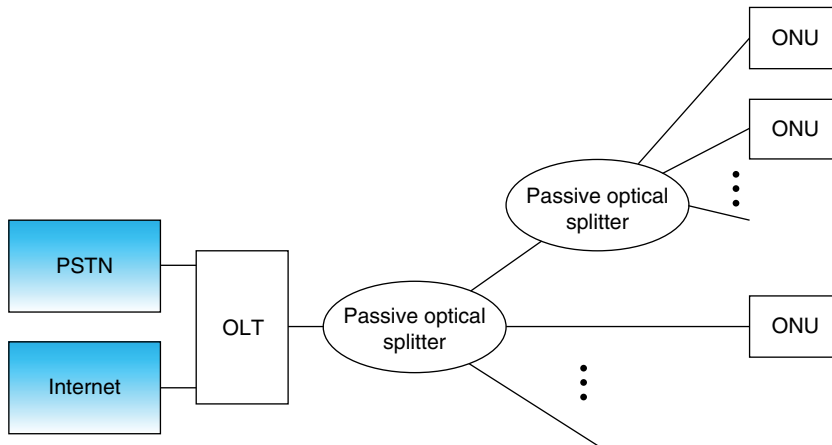 ONU
ONU
Passive optical
splitter
PSTN
OLT
Passive optical
splitter
ONU
Internet